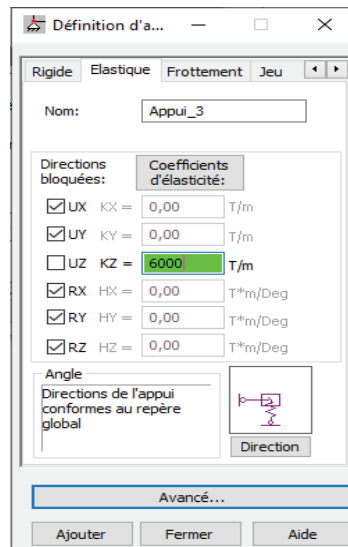 Définition d'a...
Rigide Elastique Frottement Jeu
Nom: Appui_3
Directions bloquées: Coefficients d'élasticité:
UX KX = 0,00 T/m
UY KY = 0,00 T/m
UZ KZ = 6000 T/m
RX HX = 0,00 T*m/Deg
RY HY = 0,00 T*m/Deg
RZ HZ = 0,00 T*m/Deg
Angle
Directions de l'appui
conformes au repère
global
Direction
Avancé...
Ajouter Fermer Aide